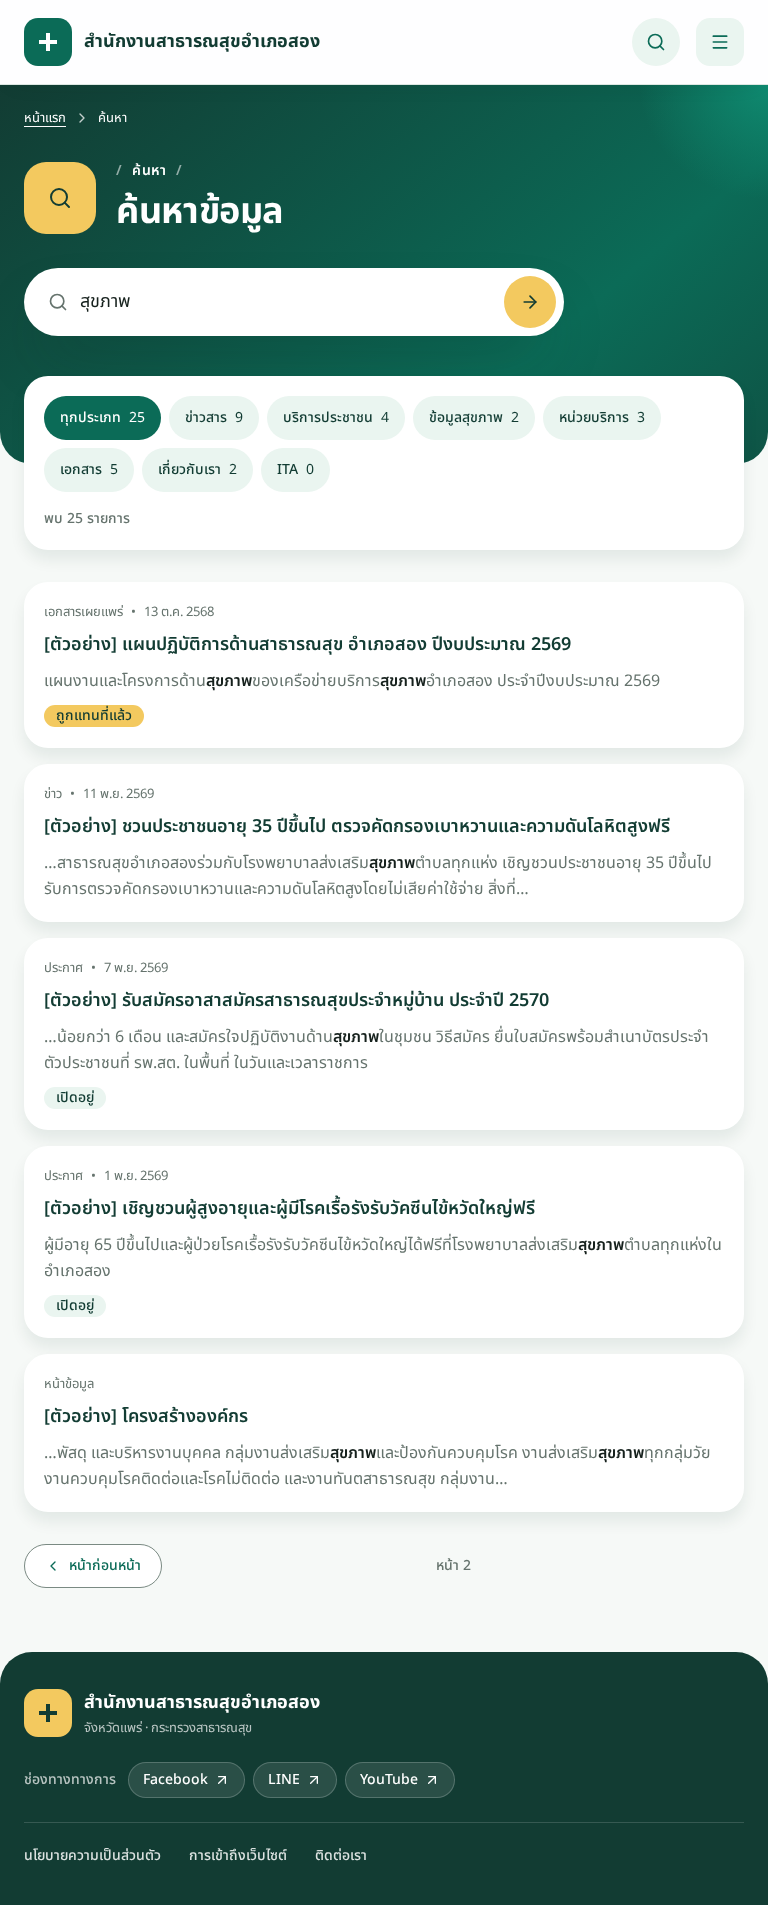 สำนักงานสาธารณสุขอำเภอสอง
หน้าแรก > ค้นหา
/ ค้นหา /
ค้นหาข้อมูล
สุขภาพ
ทุกประเภท 25 ข่าวสาร 9 บริการประชาชน 4 ข้อมูลสุขภาพ 2 หน่วยบริการ 3
เอกสาร 5 เกี่ยวกับเรา 2 ITA 0
พบ 25 รายการ
เอกสารเผยแพร่ • 13 ต.ค. 2568
[ตัวอย่าง] แผนปฏิบัติการด้านสาธารณสุข อำเภอสอง ปีงบประมาณ 2569
แผนงานและโครงการด้านสุขภาพของเครือข่ายบริการสุขภาพอำเภอสอง ประจำปีงบประมาณ 2569
ถูกแทนที่แล้ว
ข่าว • 11 พ.ย. 2569
[ตัวอย่าง] ชวนประชาชนอายุ 35 ปีขึ้นไป ตรวจคัดกรองเบาหวานและความดันโลหิตสูงฟรี
...สาธารณสุขอำเภอสองร่วมกับโรงพยาบาลส่งเสริมสุขภาพตำบลทุกแห่ง เชิญชวนประชาชนอายุ 35 ปีขึ้นไป
รับการตรวจคัดกรองเบาหวานและความดันโลหิตสูงโดยไม่เสียค่าใช้จ่าย สิ่งที่...
ประกาศ • 7 พ.ย. 2569
[ตัวอย่าง] รับสมัครอาสาสมัครสาธารณสุขประจำหมู่บ้าน ประจำปี 2570
...น้อยกว่า 6 เดือน และสมัครใจปฏิบัติงานด้านสุขภาพในชุมชน วิธีสมัคร ยื่นใบสมัครพร้อมสำเนาบัตรประจำ
ตัวประชาชนที่ รพ.สต. ในพื้นที่ ในวันและเวลาราชการ
เปิดอยู่
ประกาศ • 1 พ.ย. 2569
[ตัวอย่าง] เชิญชวนผู้สูงอายุและผู้มีโรคเรื้อรังรับวัคซีนไข้หวัดใหญ่ฟรี
ผู้มีอายุ 65 ปีขึ้นไปและผู้ป่วยโรคเรื้อรังรับวัคซีนไข้หวัดใหญ่ได้ฟรีที่โรงพยาบาลส่งเสริมสุขภาพตำบลทุกแห่งใน
อำเภอสอง
เปิดอยู่
หน้าข้อมูล
[ตัวอย่าง] โครงสร้างองค์กร
...พัสดุ และบริหารงานบุคคล กลุ่มงานส่งเสริมสุขภาพและป้องกันควบคุมโรค งานส่งเสริมสุขภาพทุกกลุ่มวัย
งานควบคุมโรคติดต่อและโรคไม่ติดต่อ และงานทันตสาธารณสุข กลุ่มงาน...
หน้าก่อนหน้า หน้า 2
สำนักงานสาธารณสุขอำเภอสอง
จังหวัดแพร่ · กระทรวงสาธารณสุข
ช่องทางทางการ Facebook LINE YouTube
นโยบายความเป็นส่วนตัว การเข้าถึงเว็บไซต์ ติดต่อเรา